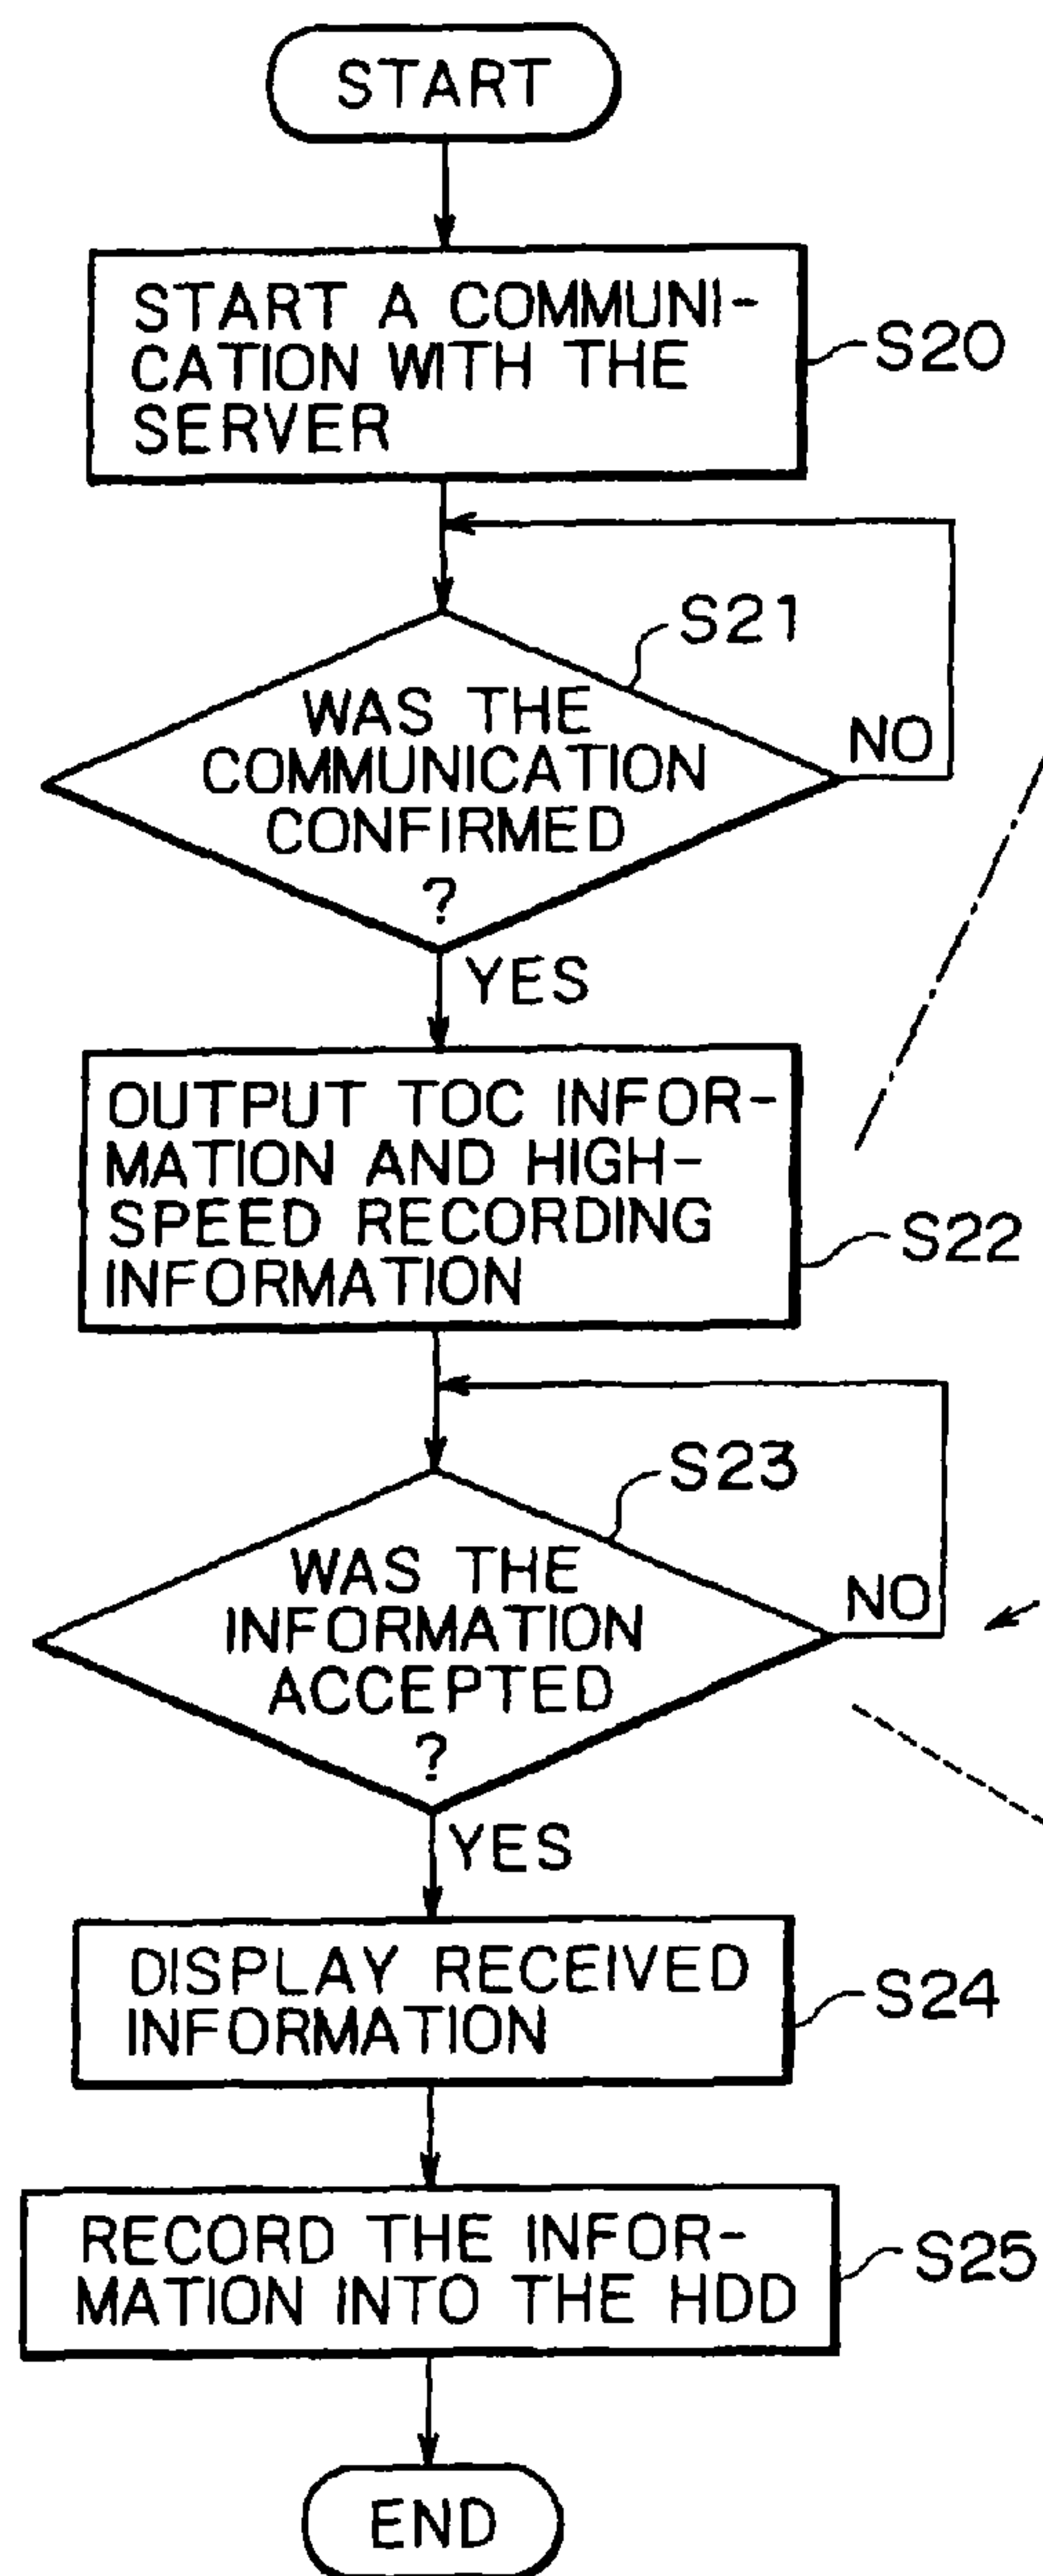 START
START A COMMUNI-
CATION WITH THE
SERVER
S20
S21
WAS THE
COMMUNICATION
CONFIRMED
?
NO
YES
OUTPUT TOC INFOR-
MATION AND HIGH-
SPEED RECORDING
INFORMATION
S22
S23
WAS THE
INFORMATION
ACCEPTED
?
NO
YES
DISPLAY RECEIVED
INFORMATION
S24
RECORD THE INFOR-
MATION INTO THE HDD
S25
END